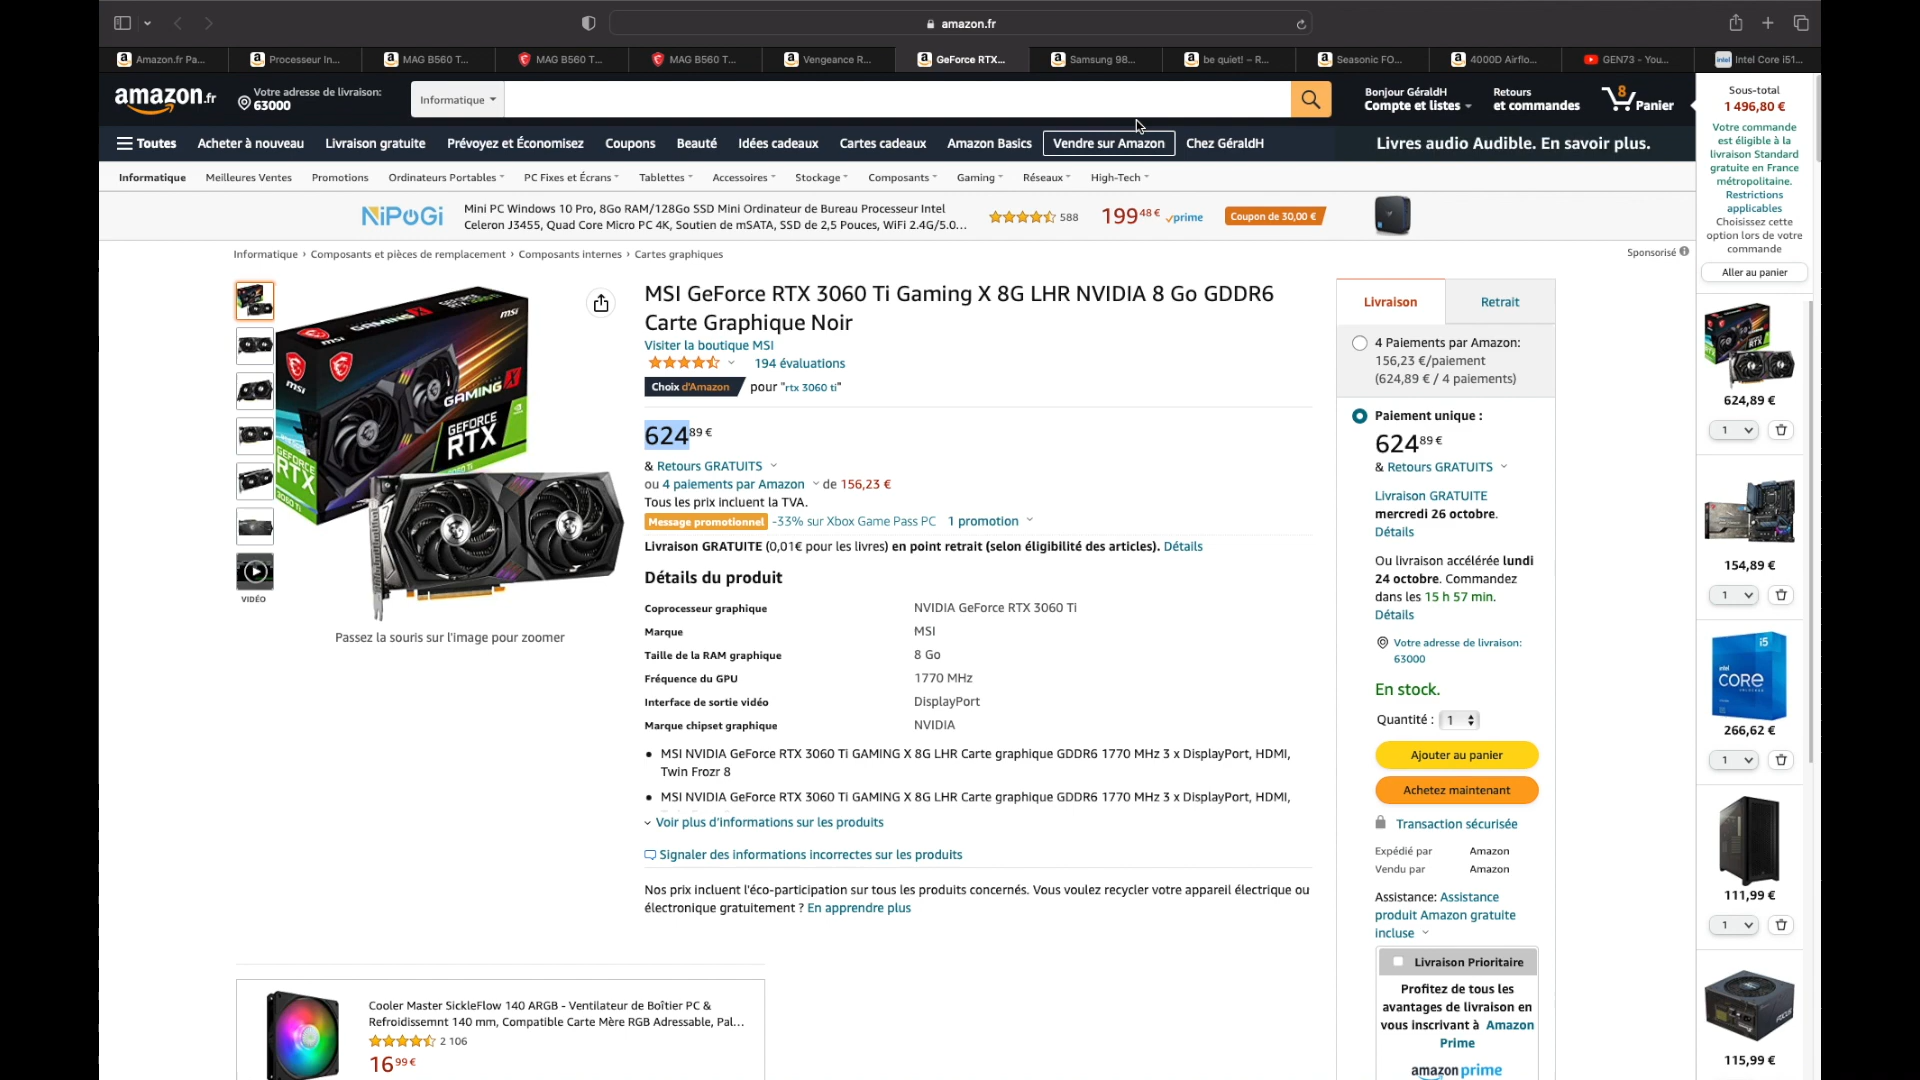 amazon.fr
Amazon.fr Pa...
Processeur In...
MAG B560 T...
MAG B560 T...
MAG B560 T...
Vengeance R...
GeForce RTX...
Samsung 98...
be quiet! – R...
Seasonic FO...
4000D Airflo...
GEN73 - You...
Intel Core i51...
amazon.fr
Votre adresse de livraison:
63000
Informatique
Bonjour GéraldH
Compte et listes
Retours
et commandes
8
Panier
Toutes
Acheter à nouveau
Livraison gratuite
Prévoyez et Économisez
Coupons
Beauté
Idées cadeaux
Cartes cadeaux
Amazon Basics
Vendre sur Amazon
Chez GéraldH
Livres audio Audible. En savoir plus.
Informatique
Meilleures Ventes
Promotions
Ordinateurs Portables
PC Fixes et Écrans
Tablettes
Accessoires
Stockage
Composants
Gaming
Réseaux
High-Tech
NiPoGi
Mini PC Windows 10 Pro, 8Go RAM/128Go SSD Mini Ordinateur de Bureau Processeur Intel
Celeron J3455, Quad Core Micro PC 4K, Soutien de mSATA, SSD de 2,5 Pouces, WiFi 2.4G/5.0...
588
199 48 €
prime
Coupon de 30,00 €
Informatique › Composants et pièces de remplacement › Composants internes › Cartes graphiques
Sponsorisé
msi
GAMING X
msi
GAMING X
GEFORCE
RTX
GEFORCE
RTX
3060 Ti
VIDÉO
Passez la souris sur l'image pour zoomer
MSI GeForce RTX 3060 Ti Gaming X 8G LHR NVIDIA 8 Go GDDR6
Carte Graphique Noir
Visiter la boutique MSI
194 évaluations
Choix d'Amazon pour "rtx 3060 ti"
624 89 €
& Retours GRATUITS
ou 4 paiements par Amazon de 156,23 €
Tous les prix incluent la TVA.
Message promotionnel -33% sur Xbox Game Pass PC 1 promotion
Livraison GRATUITE (0,01€ pour les livres) en point retrait (selon éligibilité des articles). Détails
Détails du produit
Coprocesseur graphique NVIDIA GeForce RTX 3060 Ti
Marque MSI
Taille de la RAM graphique 8 Go
Fréquence du GPU 1770 MHz
Interface de sortie vidéo DisplayPort
Marque chipset graphique NVIDIA
• MSI NVIDIA GeForce RTX 3060 Ti GAMING X 8G LHR Carte graphique GDDR6 1770 MHz 3 x DisplayPort, HDMI,
Twin Frozr 8
• MSI NVIDIA GeForce RTX 3060 Ti GAMING X 8G LHR Carte graphique GDDR6 1770 MHz 3 x DisplayPort, HDMI,
Voir plus d'informations sur les produits
Signaler des informations incorrectes sur les produits
Nos prix incluent l'éco-participation sur tous les produits concernés. Vous voulez recycler votre appareil électrique ou
électronique gratuitement ? En apprendre plus
Cooler Master SickleFlow 140 ARGB - Ventilateur de Boîtier PC &
Refroidissemnt 140 mm, Compatible Carte Mère RGB Adressable, Pal...
2 106
16 99 €
Livraison
Retrait
4 Paiements par Amazon:
156,23 €/paiement
(624,89 € / 4 paiements)
Paiement unique :
624 89 €
& Retours GRATUITS
Livraison GRATUITE
mercredi 26 octobre.
Détails
Ou livraison accélérée lundi
24 octobre. Commandez
dans les 15 h 57 min.
Détails
Votre adresse de livraison:
63000
En stock.
Quantité : 1
Ajouter au panier
Achetez maintenant
Transaction sécurisée
Expédié par Amazon
Vendu par Amazon
Assistance: Assistance
produit Amazon gratuite
incluse
Livraison Prioritaire
Profitez de tous les
avantages de livraison en
vous inscrivant à Amazon
Prime
amazon prime
Sous-total
1 496,80 €
Votre commande
est éligible à la
livraison Standard
gratuite en France
métropolitaine.
Restrictions
applicables
Choisissez cette
option lors de votre
commande
Aller au panier
624,89 €
1
154,89 €
1
i5
intel
CORE
266,62 €
1
111,99 €
1
115,99 €